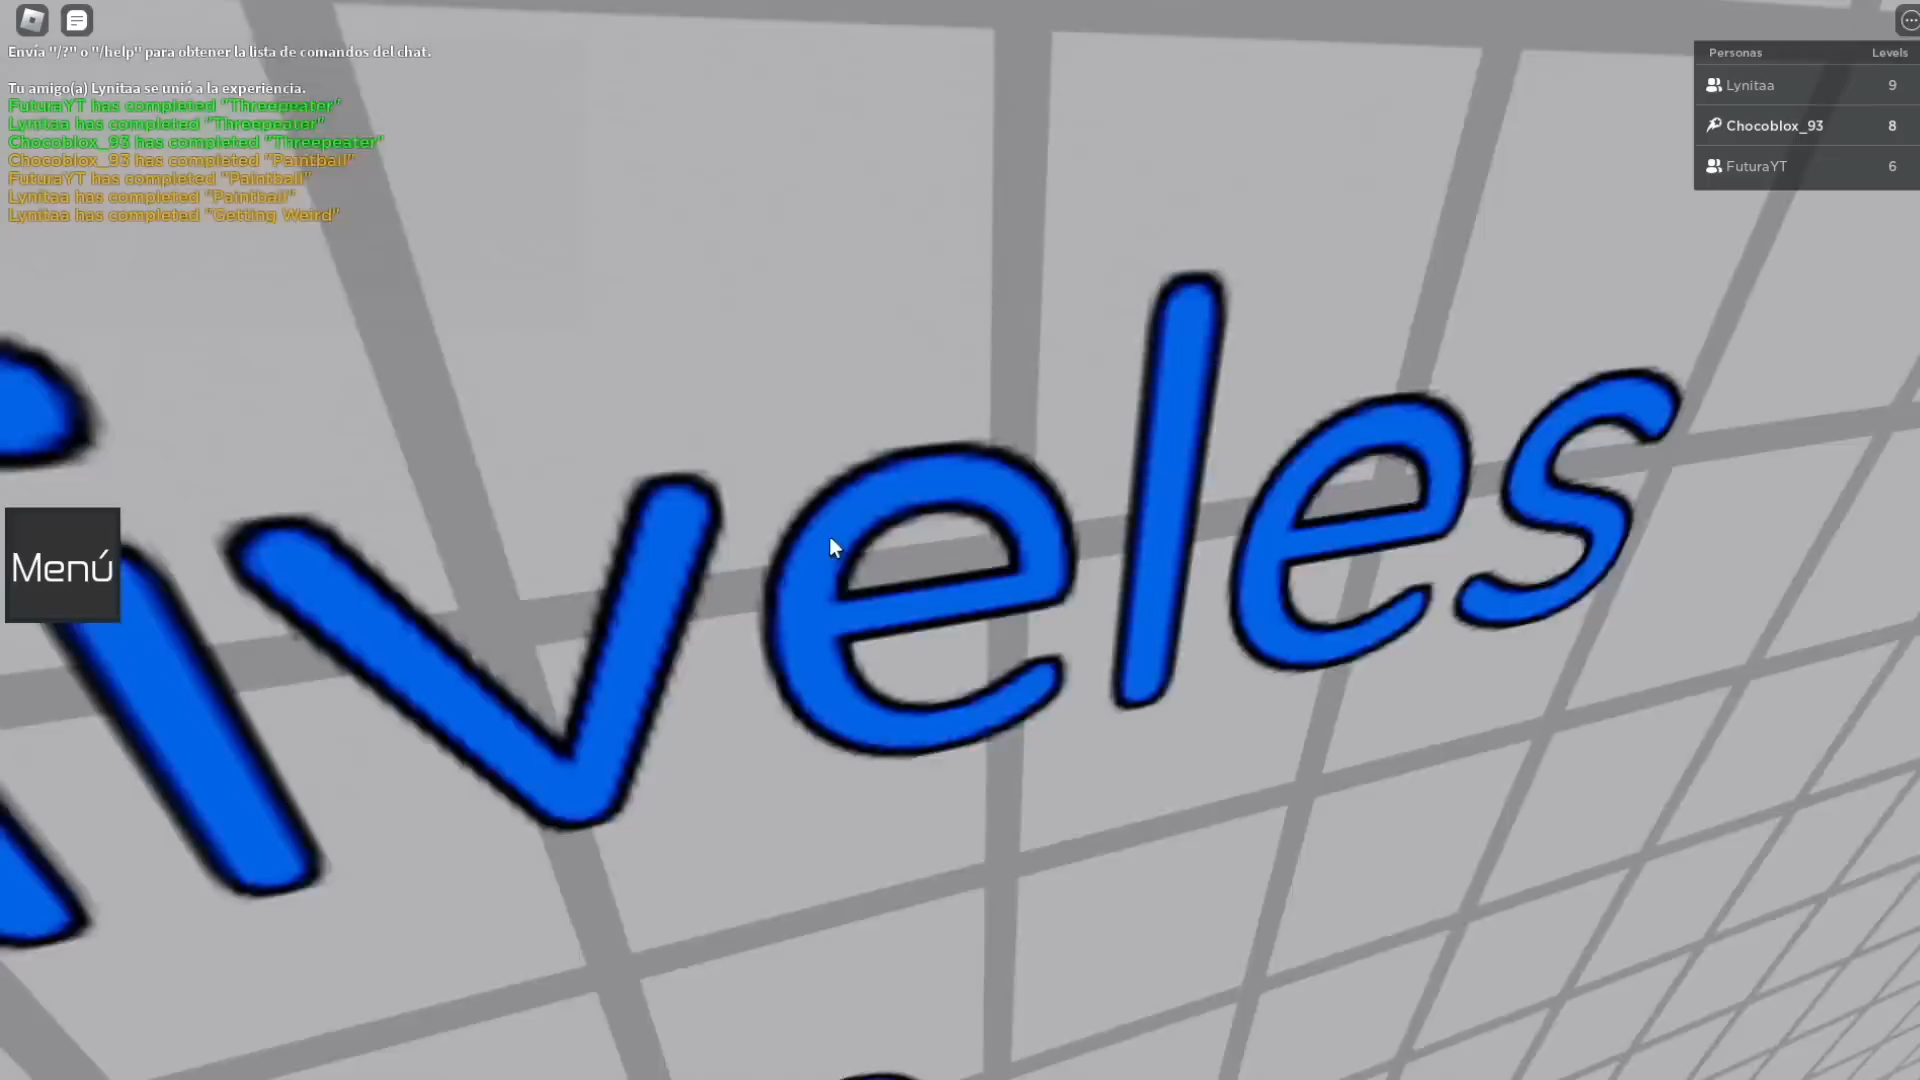 Envía "/?" o "/help" para obtener la lista de comandos del chat.
Tu amigo(a) Lynitaa se unió a la experiencia.
FuturaYT has completed "Threepeater"
Lynitaa has completed "Threepeater"
Chocoblox_93 has completed "Threepeater"
Chocoblox_93 has completed "Paintball"
FuturaYT has completed "Paintball"
Lynitaa has completed "Paintball"
Lynitaa has completed "Getting Weird"
Personas Levels
Lynitaa 9
Chocoblox_93 8
FuturaYT 6
Menú
iveles